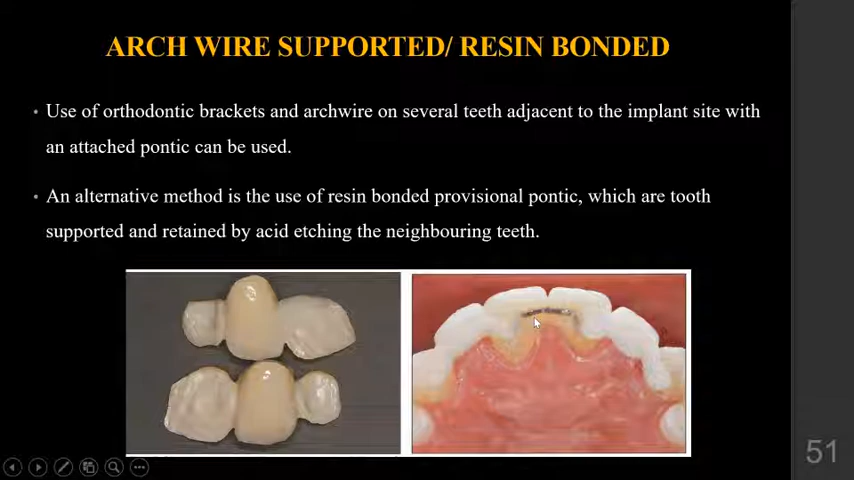 ARCH WIRE SUPPORTED/ RESIN BONDED
• Use of orthodontic brackets and archwire on several teeth adjacent to the implant site with
an attached pontic can be used.
• An alternative method is the use of resin bonded provisional pontic, which are tooth
supported and retained by acid etching the neighbouring teeth.
51